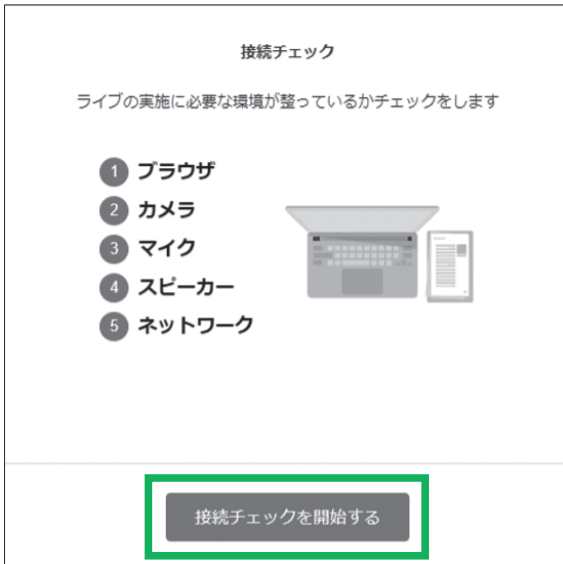 接続チェック
ライブの実施に必要な環境が整っているかチェックをします
1 ブラウザ
2 カメラ
3 マイク
4 スピーカー
5 ネットワーク
接続チェックを開始する